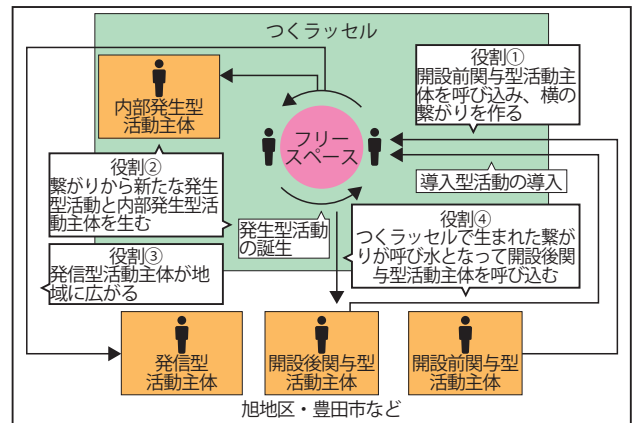 つくラッセル
役割①
開設前関与型活動主
体を呼び込み、横の
繋がりを作る
内部発生型
活動主体
フリー
スペース
役割②
繋がりから新たな発生
型活動と内部発生型活
動主体を生む
導入型活動の導入
発生型活動
の誕生
役割④
つくラッセルで生まれた繋が
りが呼び水となって開設後関
与型活動主体を呼び込む
役割③
発信型活動主体が地
域に広がる
発信型
活動主体
開設後関与型
活動主体
開設前関与型
活動主体
旭地区・豊田市など